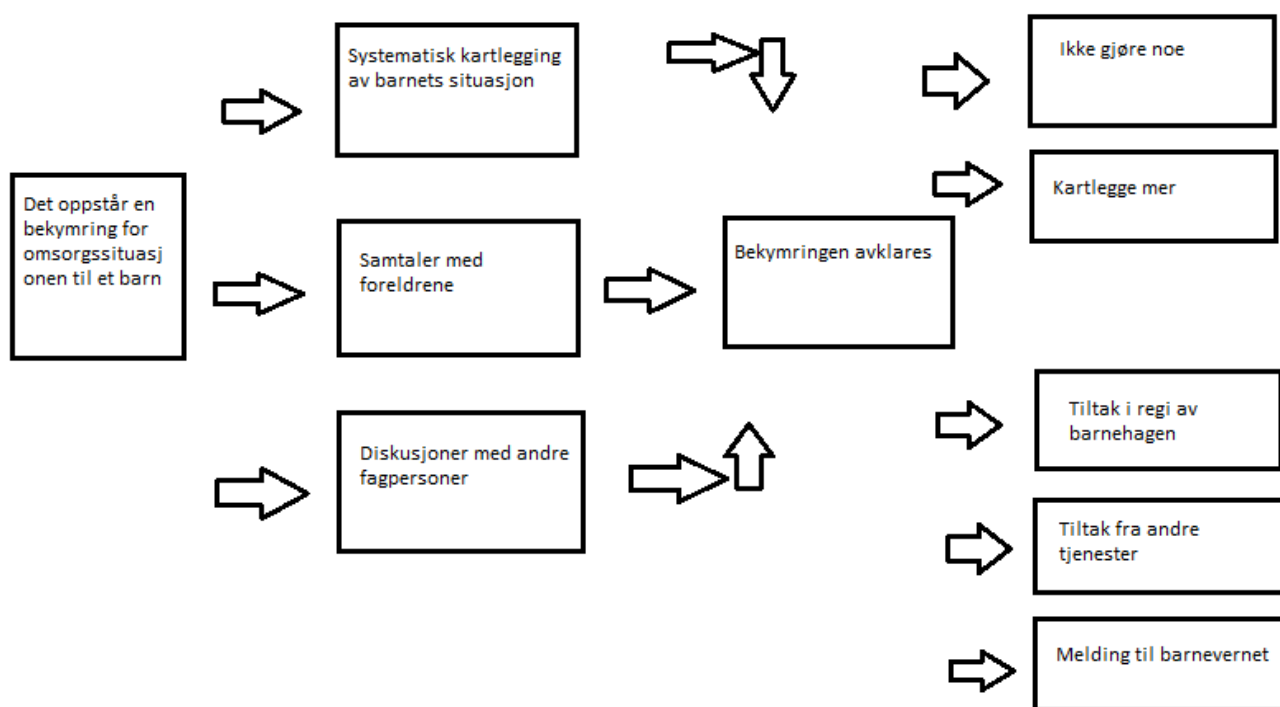 Det oppstår en
bekymring for
omsorgssituasj
onen til et barn
Systematisk kartlegging
av barnets situasjon
Samtaler med
foreldrene
Diskusjoner med andre
fagpersoner
Bekymringen avklares
Ikke gjøre noe
Kartlegge mer
Tiltak i regi av
barnehagen
Tiltak fra andre
tjenester
Melding til barnevernet